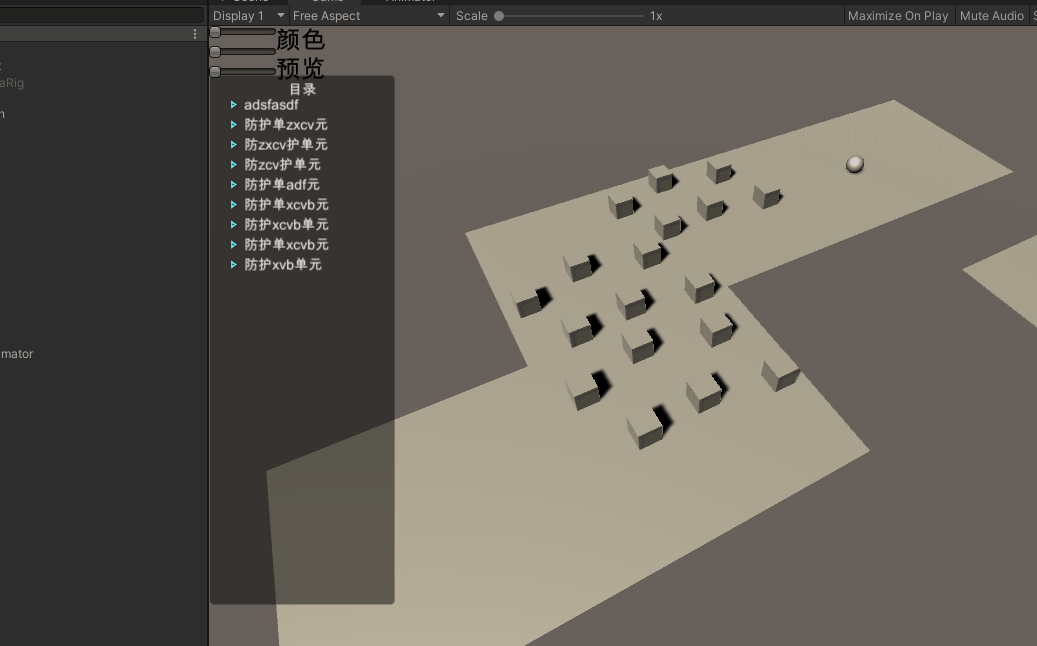 Display 1 Free Aspect Scale 1x Maximize On Play Mute Audio
颜色
预览
目录
aRig
adsfasdf
防护单zxcv元
防zxcv护单元
防zcv护单元
防护单adf元
防护单xcvb元
防护xcvb单元
防护单xcvb元
防护xvb单元
mator